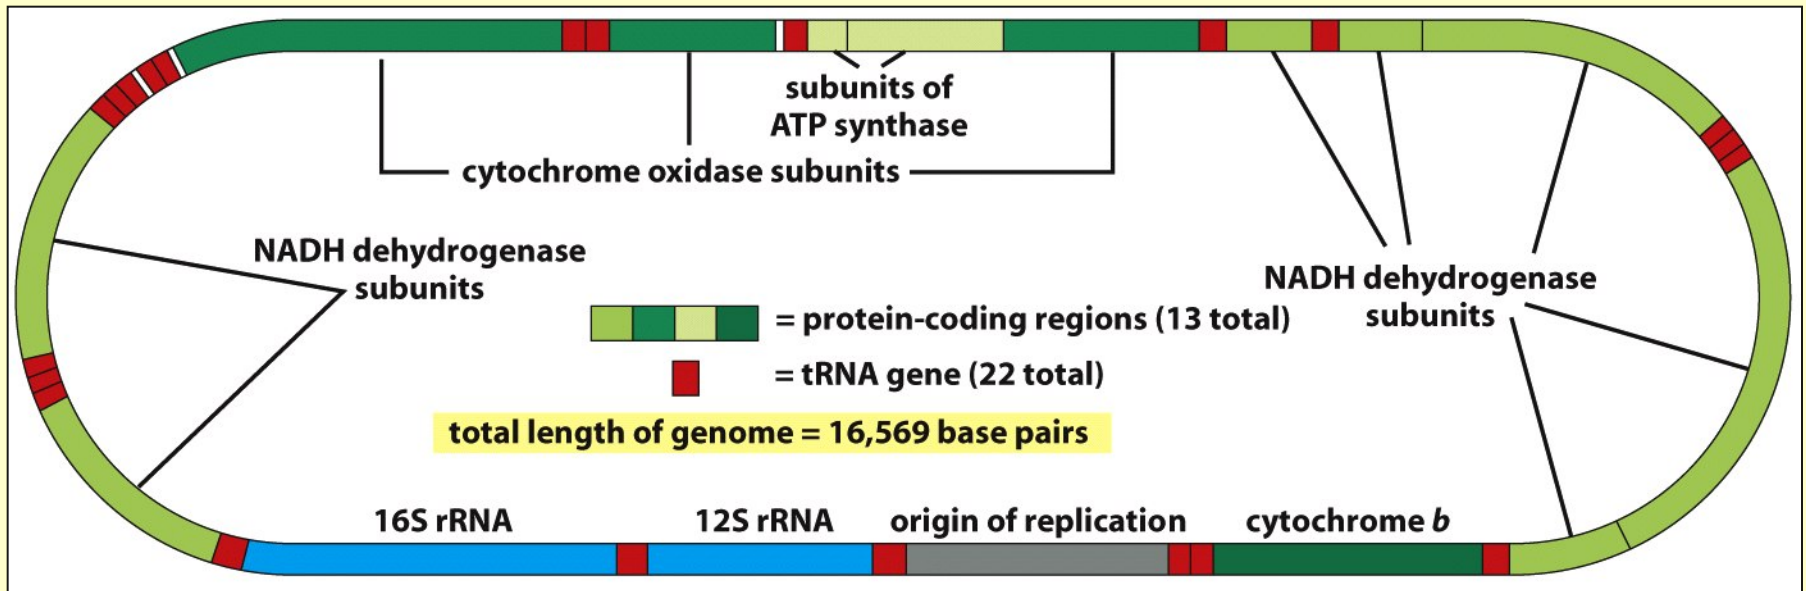 subunits of
ATP synthase
cytochrome oxidase subunits
NADH dehydrogenase
subunits
NADH dehydrogenase
subunits
= protein-coding regions (13 total)
= tRNA gene (22 total)
total length of genome = 16,569 base pairs
16S rRNA
12S rRNA
origin of replication
cytochrome b